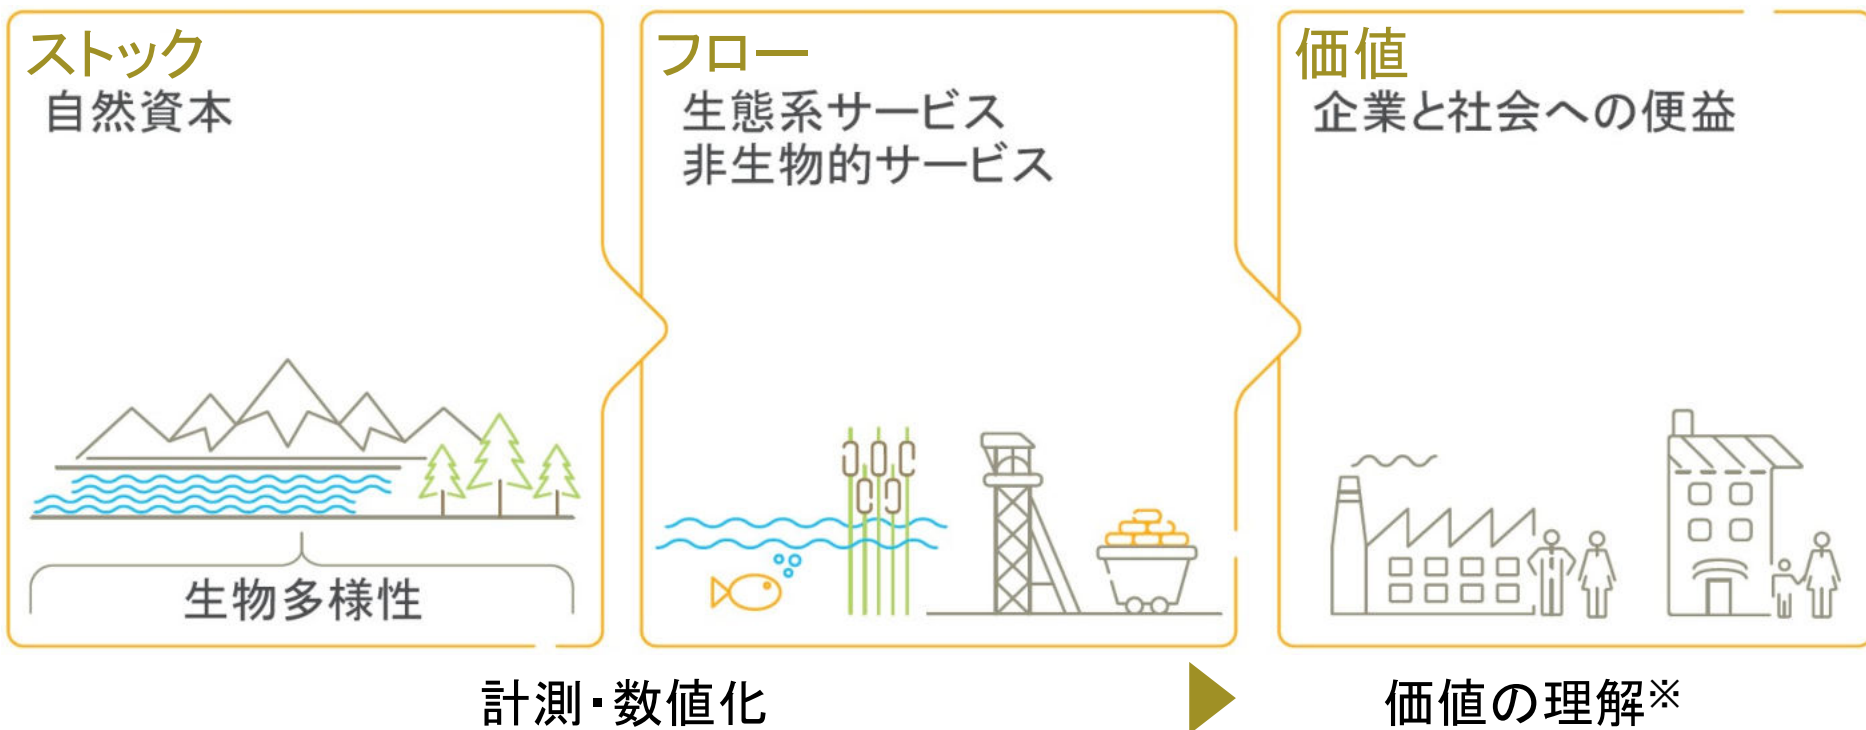 ストック
自然資本
生物多様性
フロー
生態系サービス
非生物的サービス
価値
企業と社会への便益
計測・数値化
価値の理解※